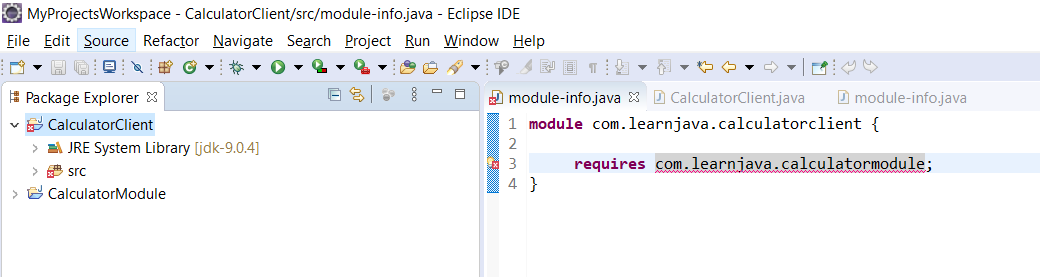 MyProjectsWorkspace - CalculatorClient/src/module-info.java - Eclipse IDE
File Edit Source Refactor Navigate Search Project Run Window Help
Package Explorer
module-info.java CalculatorClient.java module-info.java
CalculatorClient
JRE System Library [jdk-9.0.4]
src
CalculatorModule
1 module com.learnjava.calculatorclient {
2
3 requires com.learnjava.calculatormodule;
4 }